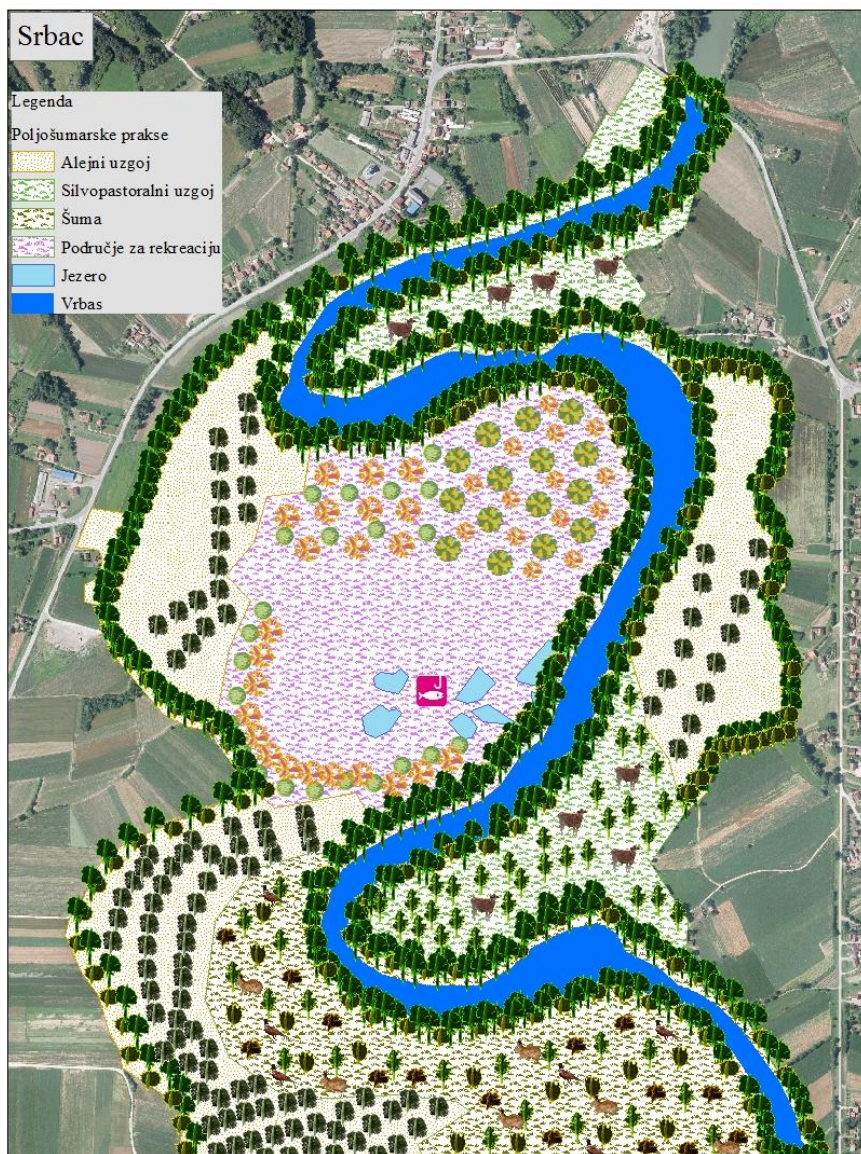 Srbac
Legenda
Poljošumarske prakse
Alejni uzgoj
Silvopastoralni uzgoj
Šuma
Područje za rekreaciju
Jezero
Vrbas